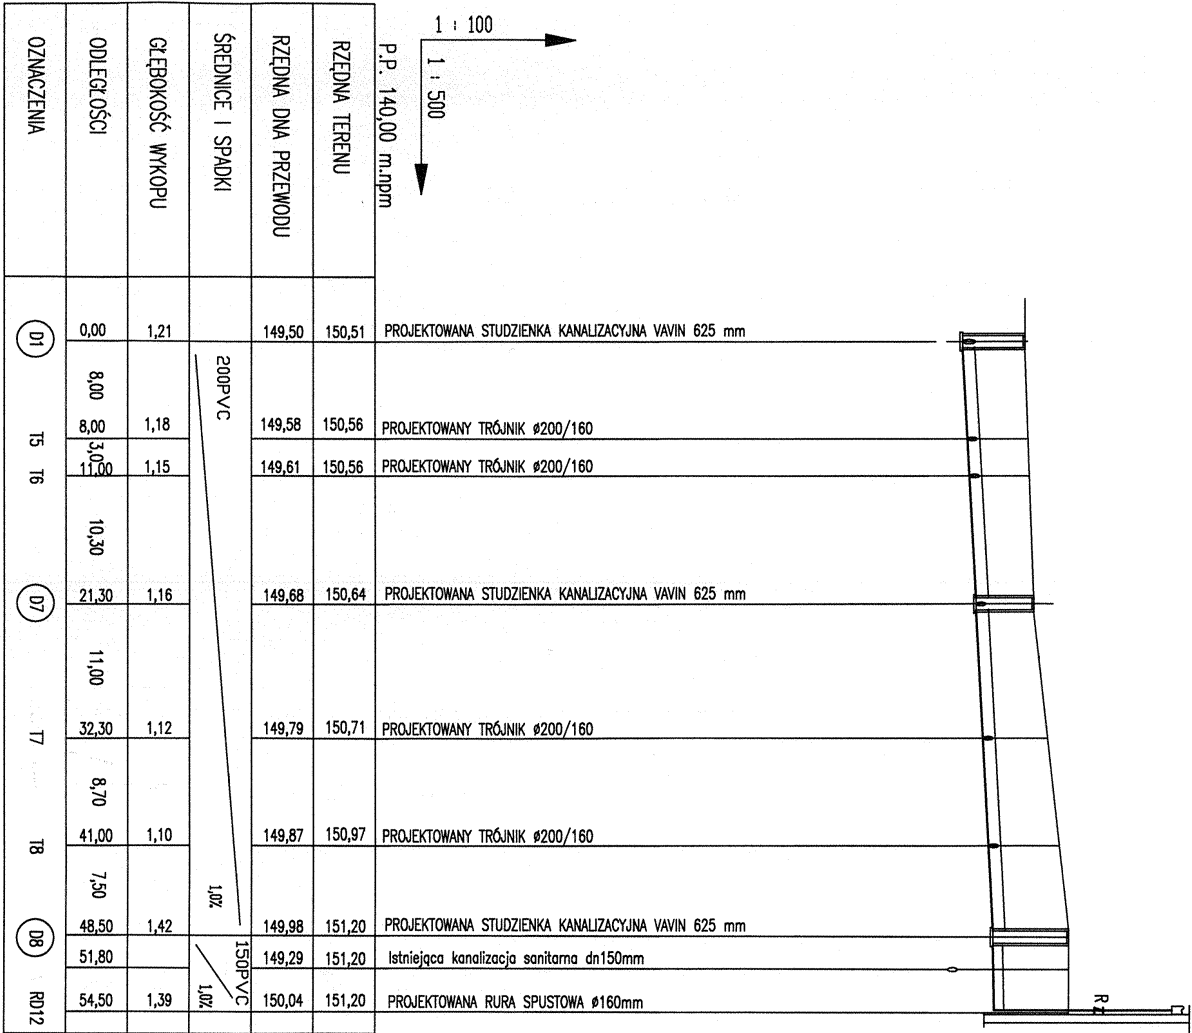 1 : 100
1 : 500
P.P. 140,00 m.npm
RZĘDNA TERENU
RZĘDNA DNA PRZEWODU
ŚREDNICE I SPADKI
GŁĘBOKOŚĆ WYKOPU
ODLEGŁOŚCI
OZNACZENIA
D1 0,00 1,21 149,50 150,51 PROJEKTOWANA STUDZIENKA KANALIZACYJNA VAVIN 625 mm
200PVC
8,00
T5 8,00 1,18 149,58 150,56 PROJEKTOWANY TRÓJNIK ø200/160
3,00
T6 11,00 1,15 149,61 150,56 PROJEKTOWANY TRÓJNIK ø200/160
10,30
D7 21,30 1,16 149,68 150,64 PROJEKTOWANA STUDZIENKA KANALIZACYJNA VAVIN 625 mm
11,00
T7 32,30 1,12 149,79 150,71 PROJEKTOWANY TRÓJNIK ø200/160
8,70
T8 41,00 1,10 149,87 150,97 PROJEKTOWANY TRÓJNIK ø200/160
7,50
1,0%
D8 48,50 1,42 149,98 151,20 PROJEKTOWANA STUDZIENKA KANALIZACYJNA VAVIN 625 mm
150PVC
51,80 149,29 151,20 Istniejąca kanalizacja sanitarna dn150mm
1,0%
RD12 54,50 1,39 150,04 151,20 PROJEKTOWANA RURA SPUSTOWA ø160mm
Rz